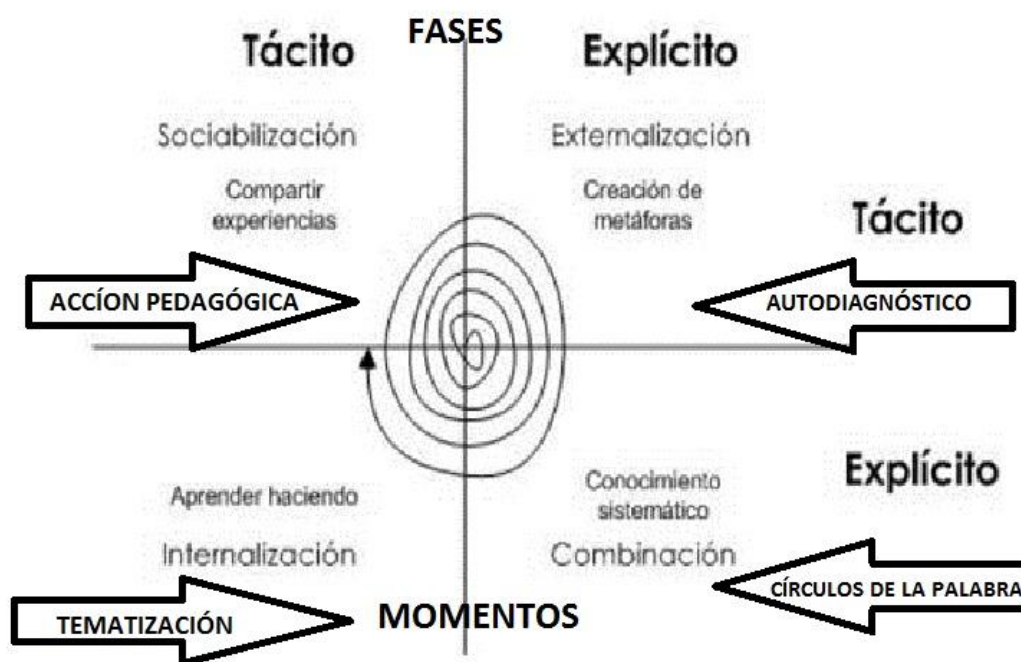 FASES
Tácito
Explícito
Sociabilización
Externalización
Compartir
experiencias
Creación de
metáforas
Tácito
ACCÍON PEDAGÓGICA
AUTODIAGNÓSTICO
Explícito
Aprender haciendo
Conocimiento
sistemático
Internalización
Combinación
CÍRCULOS DE LA PALABRA
TEMATIZACIÓN
MOMENTOS